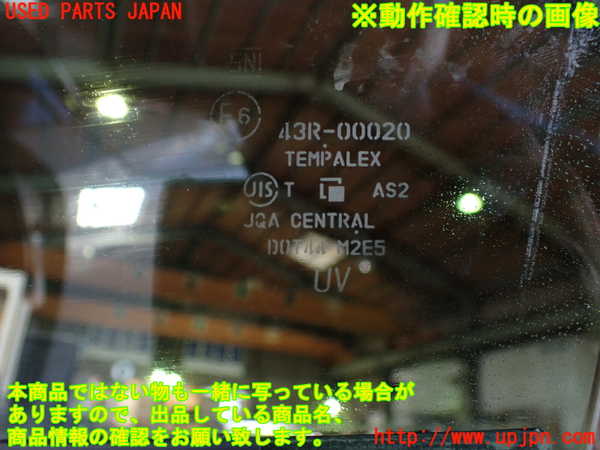 USED PARTS JAPAN
※動作確認時の画像
SNI
E6
43R-00020
TEMPALEX
JIS T AS2
JQA CENTRAL
M2E5
UV
本商品ではない物も一緒に写っている場合が
ありますので、出品している商品名、
商品情報の確認をお願い致します。
http://www.upjpn.com